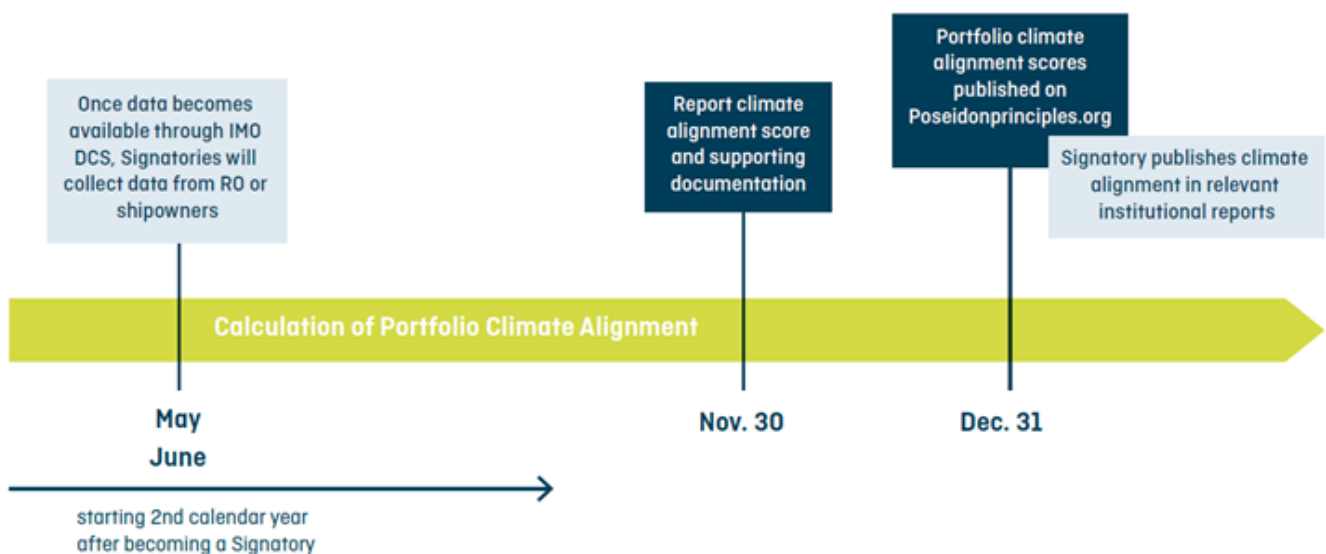 Once data becomes
available through IMO
DCS, Signatories will
collect data from RO or
shipowners
Report climate
alignment score
and supporting
documentation
Portfolio climate
alignment scores
published on
Poseidonprinciples.org
Signatory publishes climate
alignment in relevant
institutional reports
Calculation of Portfolio Climate Alignment
May
June
Nov. 30
Dec. 31
starting 2nd calendar year
after becoming a Signatory